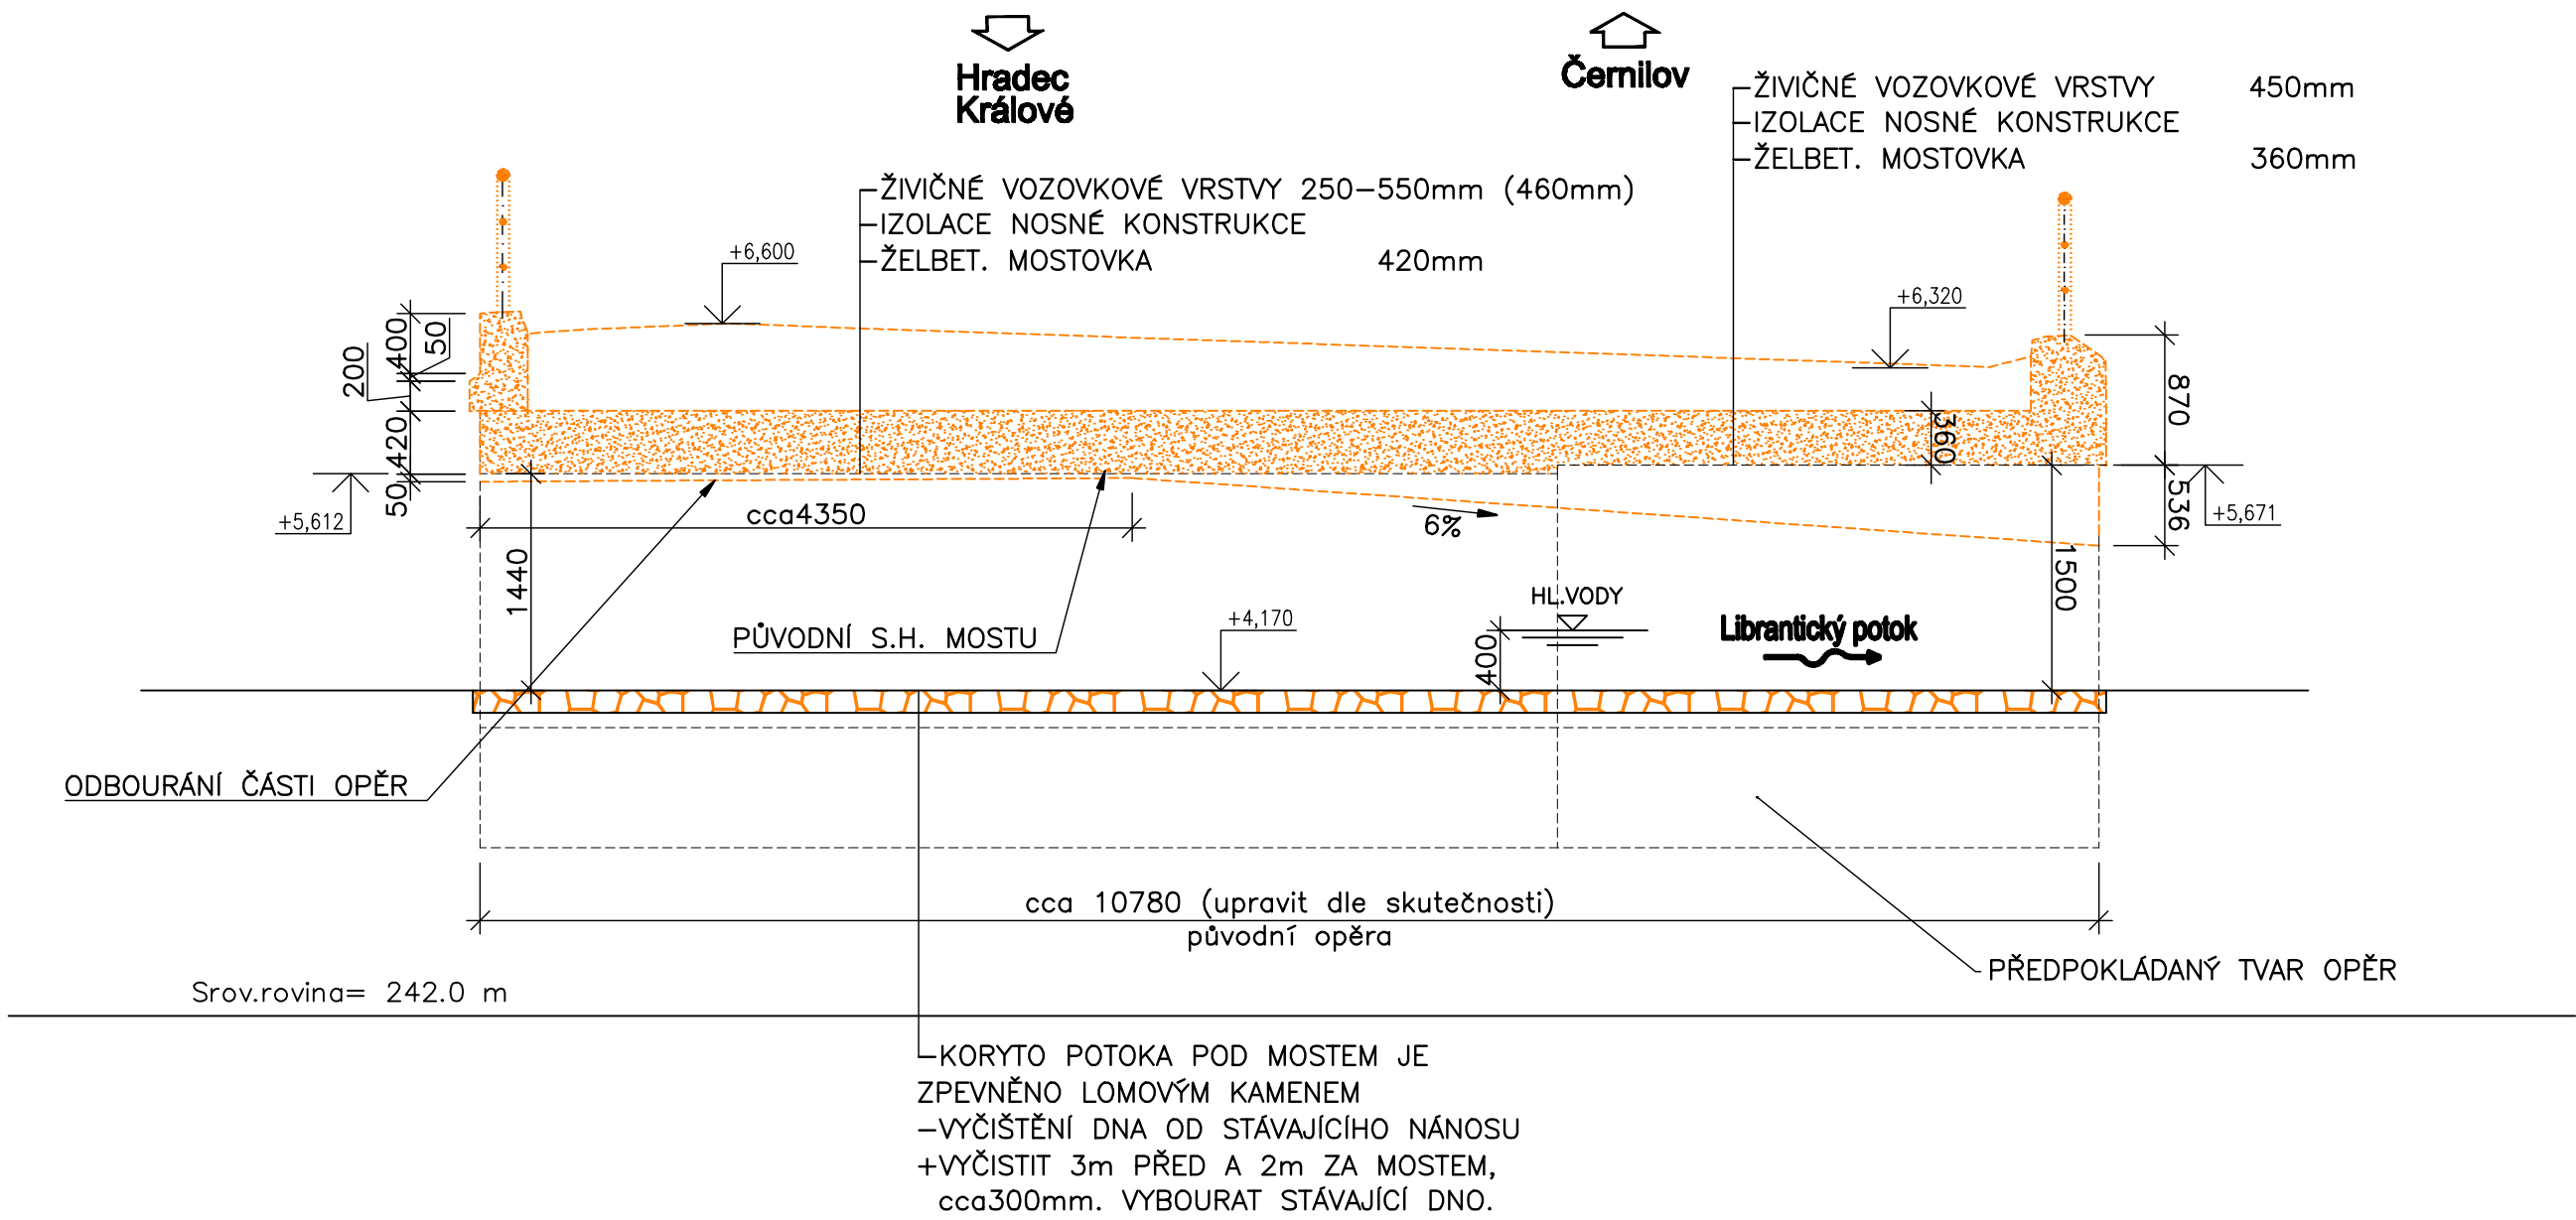 Hradec
Králové
Černilov
ŽIVIČNÉ VOZOVKOVÉ VRSTVY 450mm
IZOLACE NOSNÉ KONSTRUKCE
ŽELBET. MOSTOVKA 360mm
ŽIVIČNÉ VOZOVKOVÉ VRSTVY 250-550mm (460mm)
IZOLACE NOSNÉ KONSTRUKCE
ŽELBET. MOSTOVKA 420mm
+6,600
+6,320
400
50
200
420
50
870
360
536
+5,612
+5,671
cca4350
6%
1440
1500
HL.VODY
400
+4,170
Librantický potok
PŮVODNÍ S.H. MOSTU
ODBOURÁNÍ ČÁSTI OPĚR
cca 10780 (upravit dle skutečnosti)
původní opěra
PŘEDPOKLÁDANÝ TVAR OPĚR
Srov.rovina= 242.0 m
-KORYTO POTOKA POD MOSTEM JE
ZPEVNĚNO LOMOVÝM KAMENEM
-VYČIŠTĚNÍ DNA OD STÁVAJÍCÍHO NÁNOSU
+VYČISTIT 3m PŘED A 2m ZA MOSTEM,
cca300mm. VYBOURAT STÁVAJÍCÍ DNO.